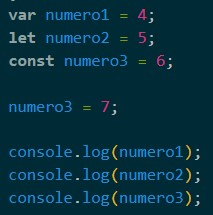 var numero1 = 4;
let numero2 = 5;
const numero3 = 6;
numero3 = 7;
console.log(numero1);
console.log(numero2);
console.log(numero3);